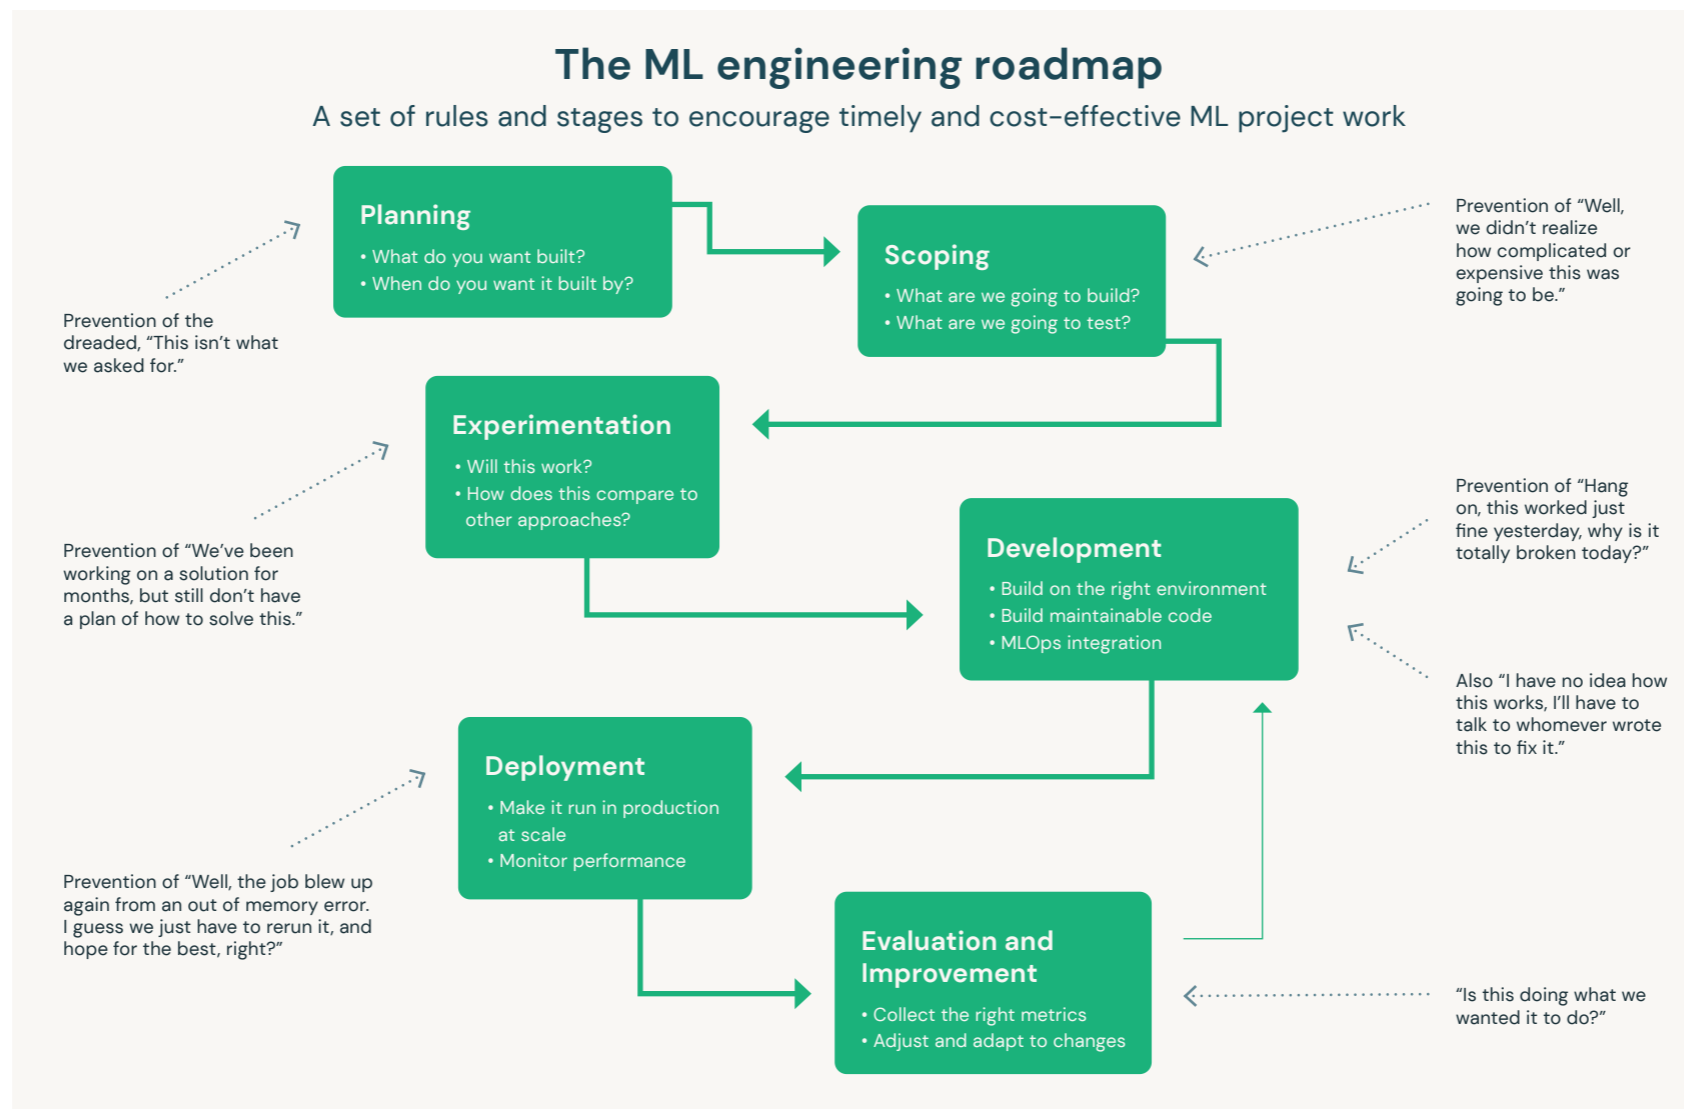 The ML engineering roadmap
A set of rules and stages to encourage timely and cost-effective ML project work
Planning
• What do you want built?
• When do you want it built by?
Prevention of the
dreaded, “This isn’t what
we asked for.”
Scoping
• What are we going to build?
• What are we going to test?
Prevention of “Well,
we didn’t realize
how complicated or
expensive this was
going to be.”
Experimentation
• Will this work?
• How does this compare to
other approaches?
Prevention of “We’ve been
working on a solution for
months, but still don’t have
a plan of how to solve this.”
Development
• Build on the right environment
• Build maintainable code
• MLOps integration
Prevention of “Hang
on, this worked just
fine yesterday, why is it
totally broken today?”
Also “I have no idea how
this works, I’ll have to
talk to whomever wrote
this to fix it.”
Deployment
• Make it run in production
at scale
• Monitor performance
Prevention of “Well, the job blew up
again from an out of memory error.
I guess we just have to rerun it, and
hope for the best, right?”
Evaluation and
Improvement
• Collect the right metrics
• Adjust and adapt to changes
“Is this doing what we
wanted it to do?”